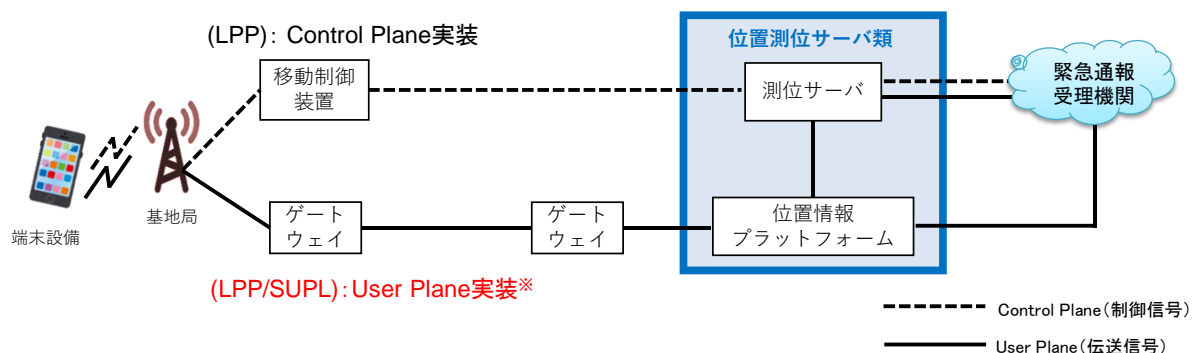 (LPP)： Control Plane実装
位置測位サーバ類
移動制御
装置
測位サーバ
緊急通報
受理機関
基地局
端末設備
ゲート
ウェイ
ゲート
ウェイ
位置情報
プラットフォーム
(LPP/SUPL)：User Plane実装※
Control Plane（制御信号）
User Plane（伝送信号）